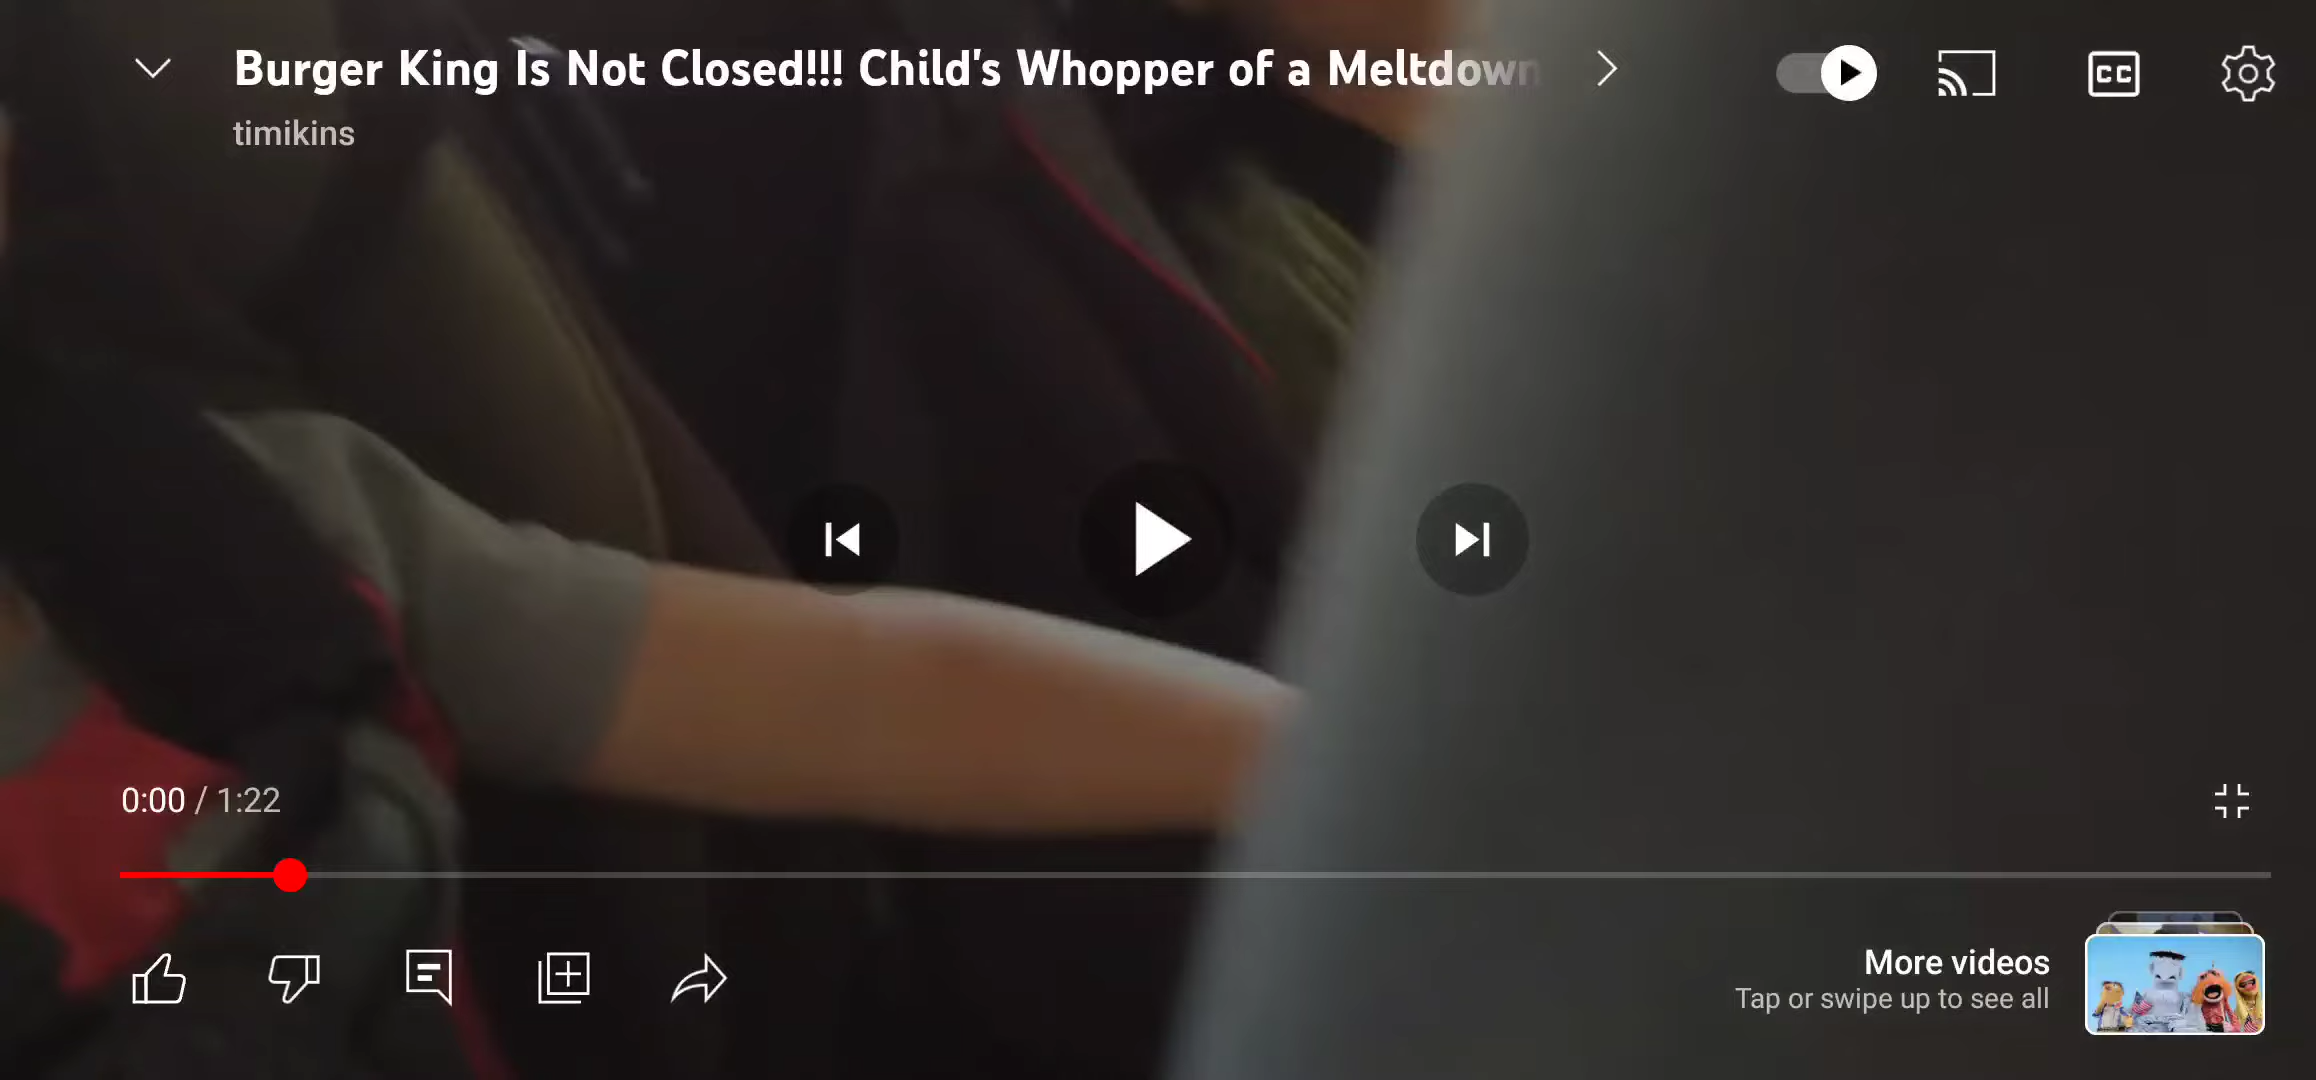 Burger King Is Not Closed!!! Child's Whopper of a Meltdown
timikins
CC
0:00 / 1:22
More videos
Tap or swipe up to see all